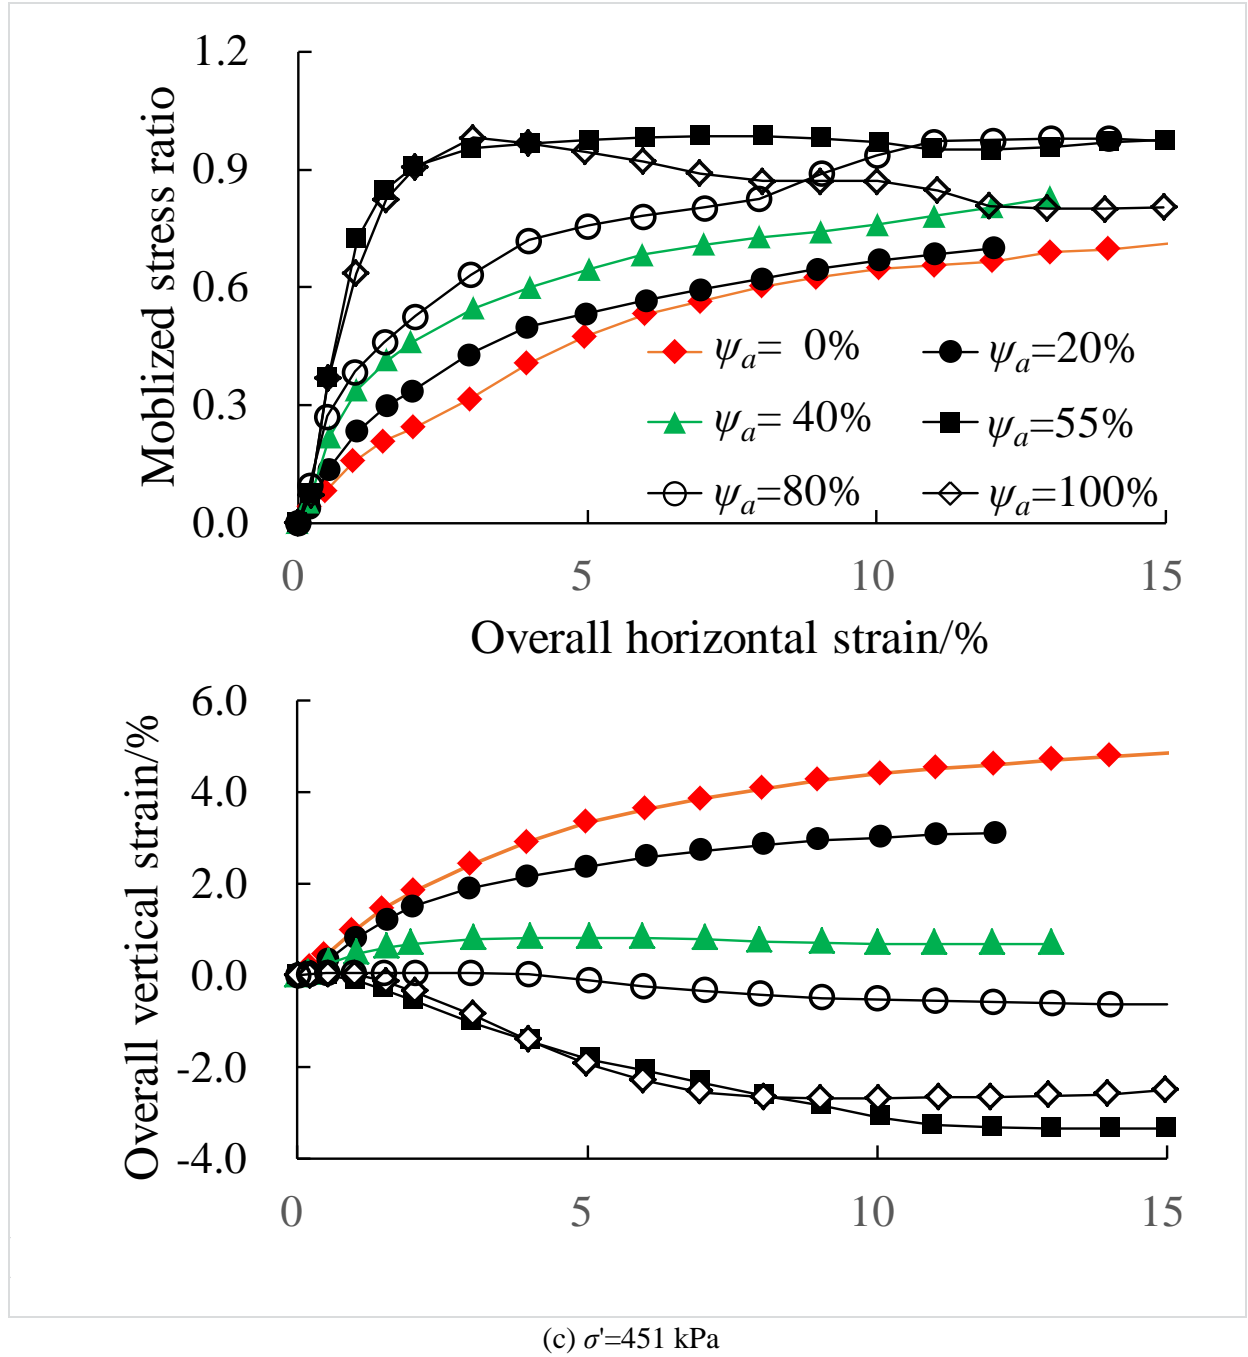 1.2
0.9
0.6
0.3
0.0
Moblized stress ratio
ψa= 0%
ψa=20%
ψa= 40%
ψa=55%
ψa=80%
ψa=100%
0 5 10 15
Overall horizontal strain/%
6.0
4.0
2.0
0.0
-2.0
-4.0
Overall vertical strain/%
0 5 10 15
(c) σ'=451 kPa